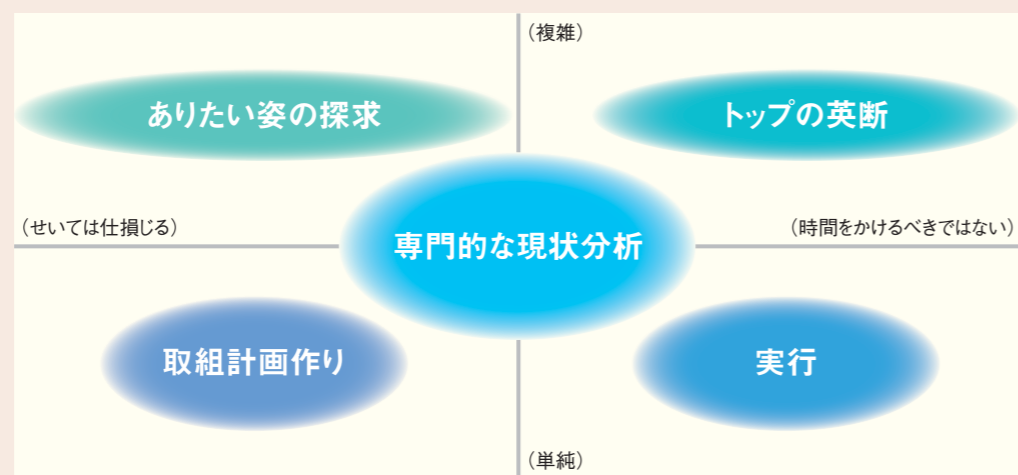 （複雑）
ありたい姿の探求
トップの英断
（せいては仕損じる）
（時間をかけるべきではない）
専門的な現状分析
取組計画作り
実行
（単純）